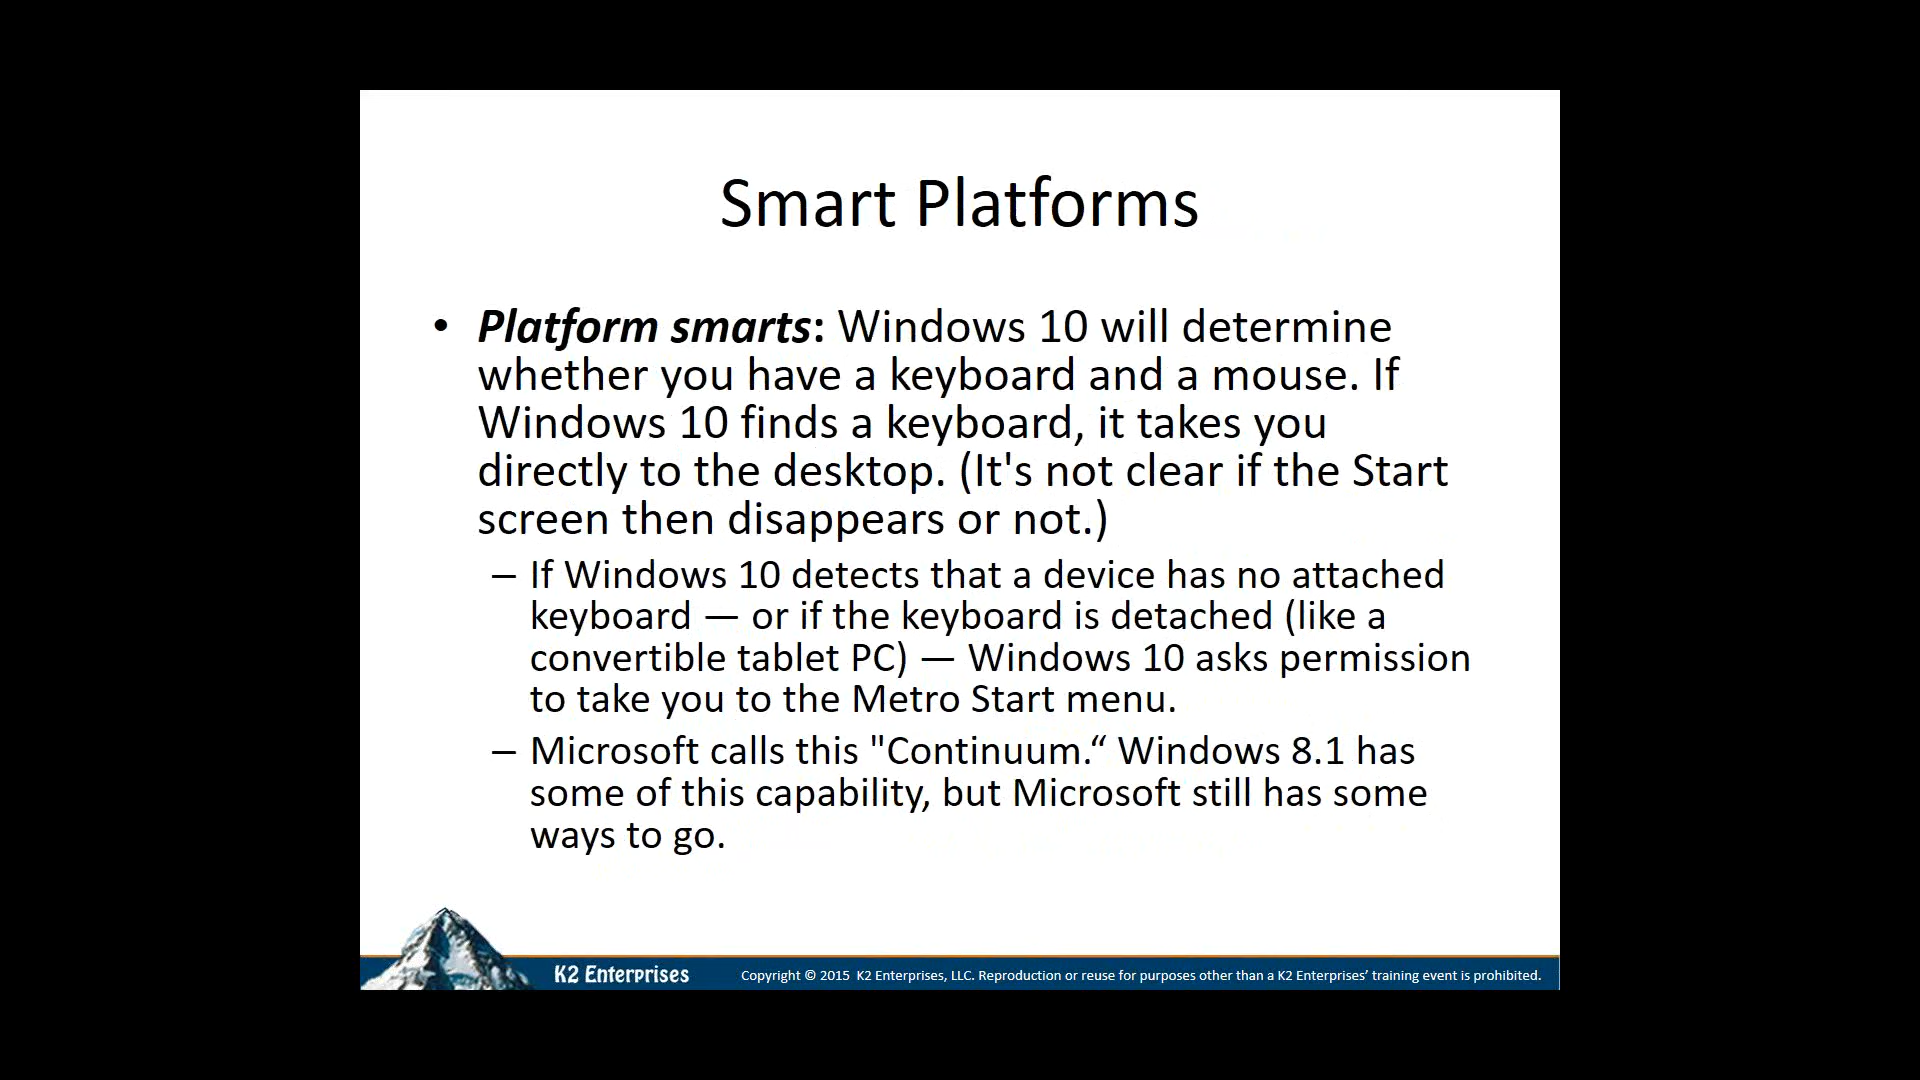 Smart Platforms
• Platform smarts: Windows 10 will determine
whether you have a keyboard and a mouse. If
Windows 10 finds a keyboard, it takes you
directly to the desktop. (It's not clear if the Start
screen then disappears or not.)
– If Windows 10 detects that a device has no attached
keyboard — or if the keyboard is detached (like a
convertible tablet PC) — Windows 10 asks permission
to take you to the Metro Start menu.
– Microsoft calls this "Continuum.“ Windows 8.1 has
some of this capability, but Microsoft still has some
ways to go.
K2 Enterprises
Copyright © 2015 K2 Enterprises, LLC. Reproduction or reuse for purposes other than a K2 Enterprises’ training event is prohibited.